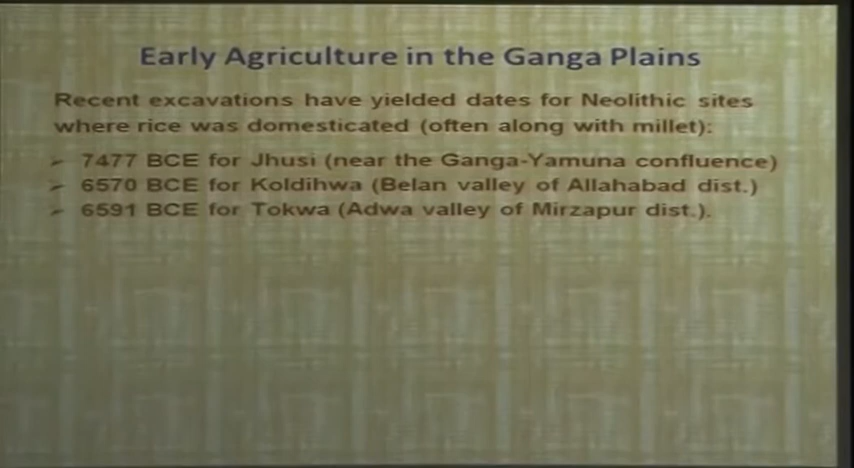 Early Agriculture in the Ganga Plains
Recent excavations have yielded dates for Neolithic sites
where rice was domesticated (often along with millet):
➢ 7477 BCE for Jhusi (near the Ganga-Yamuna confluence)
➢ 6570 BCE for Koldihwa (Belan valley of Allahabad dist.)
➢ 6591 BCE for Tokwa (Adwa valley of Mirzapur dist.).